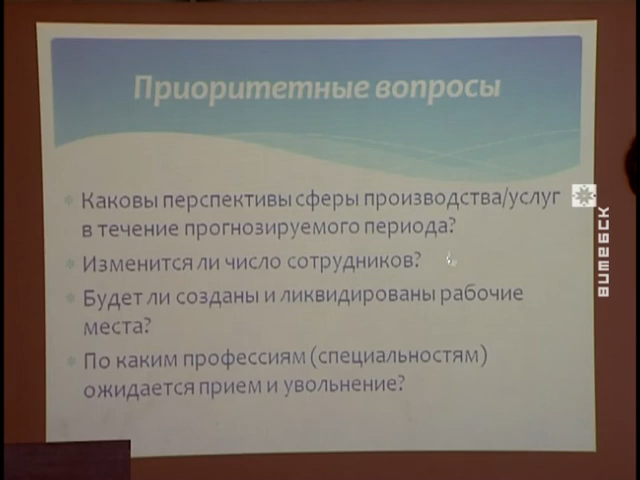 Приоритетные вопросы
Каковы перспективы сферы производства/услуг
в течение прогнозируемого периода?
Изменится ли число сотрудников?
Будет ли созданы и ликвидированы рабочие
места?
По каким профессиям (специальностям)
ожидается прием и увольнение?
витебск